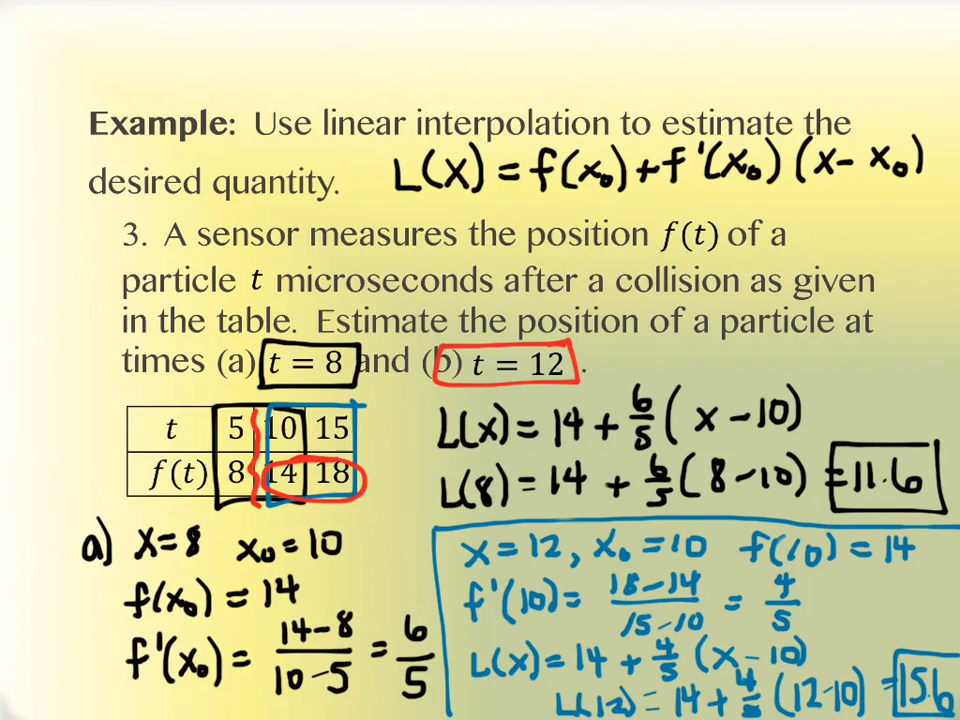 Example: Use linear interpolation to estimate the
desired quantity. L(x) = f(x₀) + f'(x₀) (x - x₀)
3. A sensor measures the position f(t) of a
particle t microseconds after a collision as given
in the table. Estimate the position of a particle at
times (a) t = 8 and (b) t = 12 .
t 5 10 15
f(t) 8 14 18
L(x) = 14 + 6/5 (x - 10)
L(8) = 14 + 6/5 (8 - 10) = 11.6
a) x = 8 x₀ = 10
f(x₀) = 14
f'(x₀) = 14-8/10-5 = 6/5
x = 12, x₀ = 10 f(10) = 14
f'(10) = 18-14/15-10 = 4/5
L(x) = 14 + 4/5 (x - 10)
L(12) = 14 + 4/5 (12-10) = 15.6